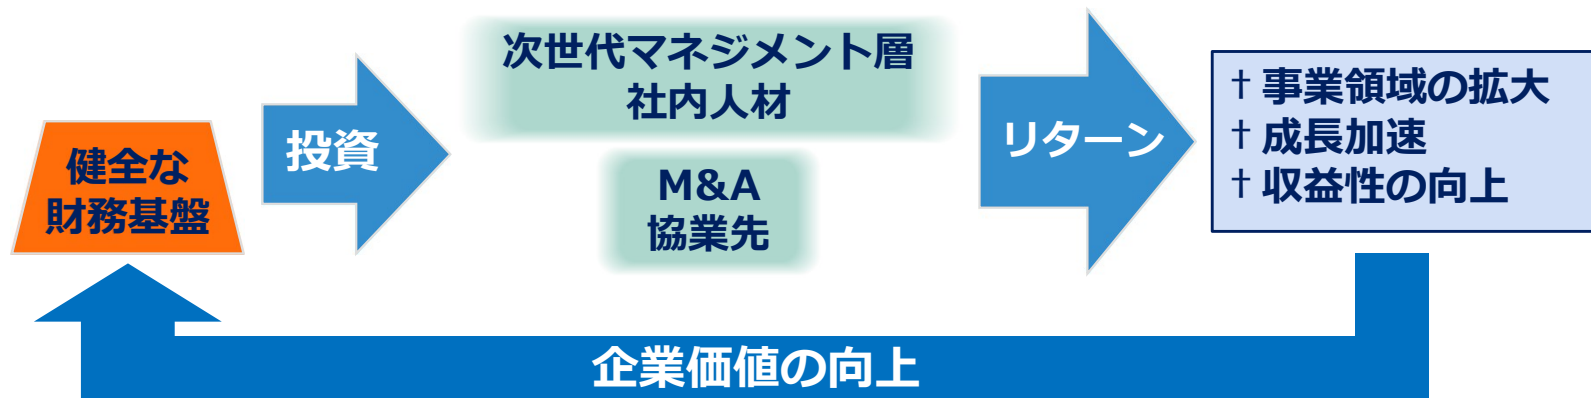 健全な
財務基盤
投資
次世代マネジメント層
社内人材
M&A
協業先
リターン
† 事業領域の拡大
† 成長加速
† 収益性の向上
企業価値の向上